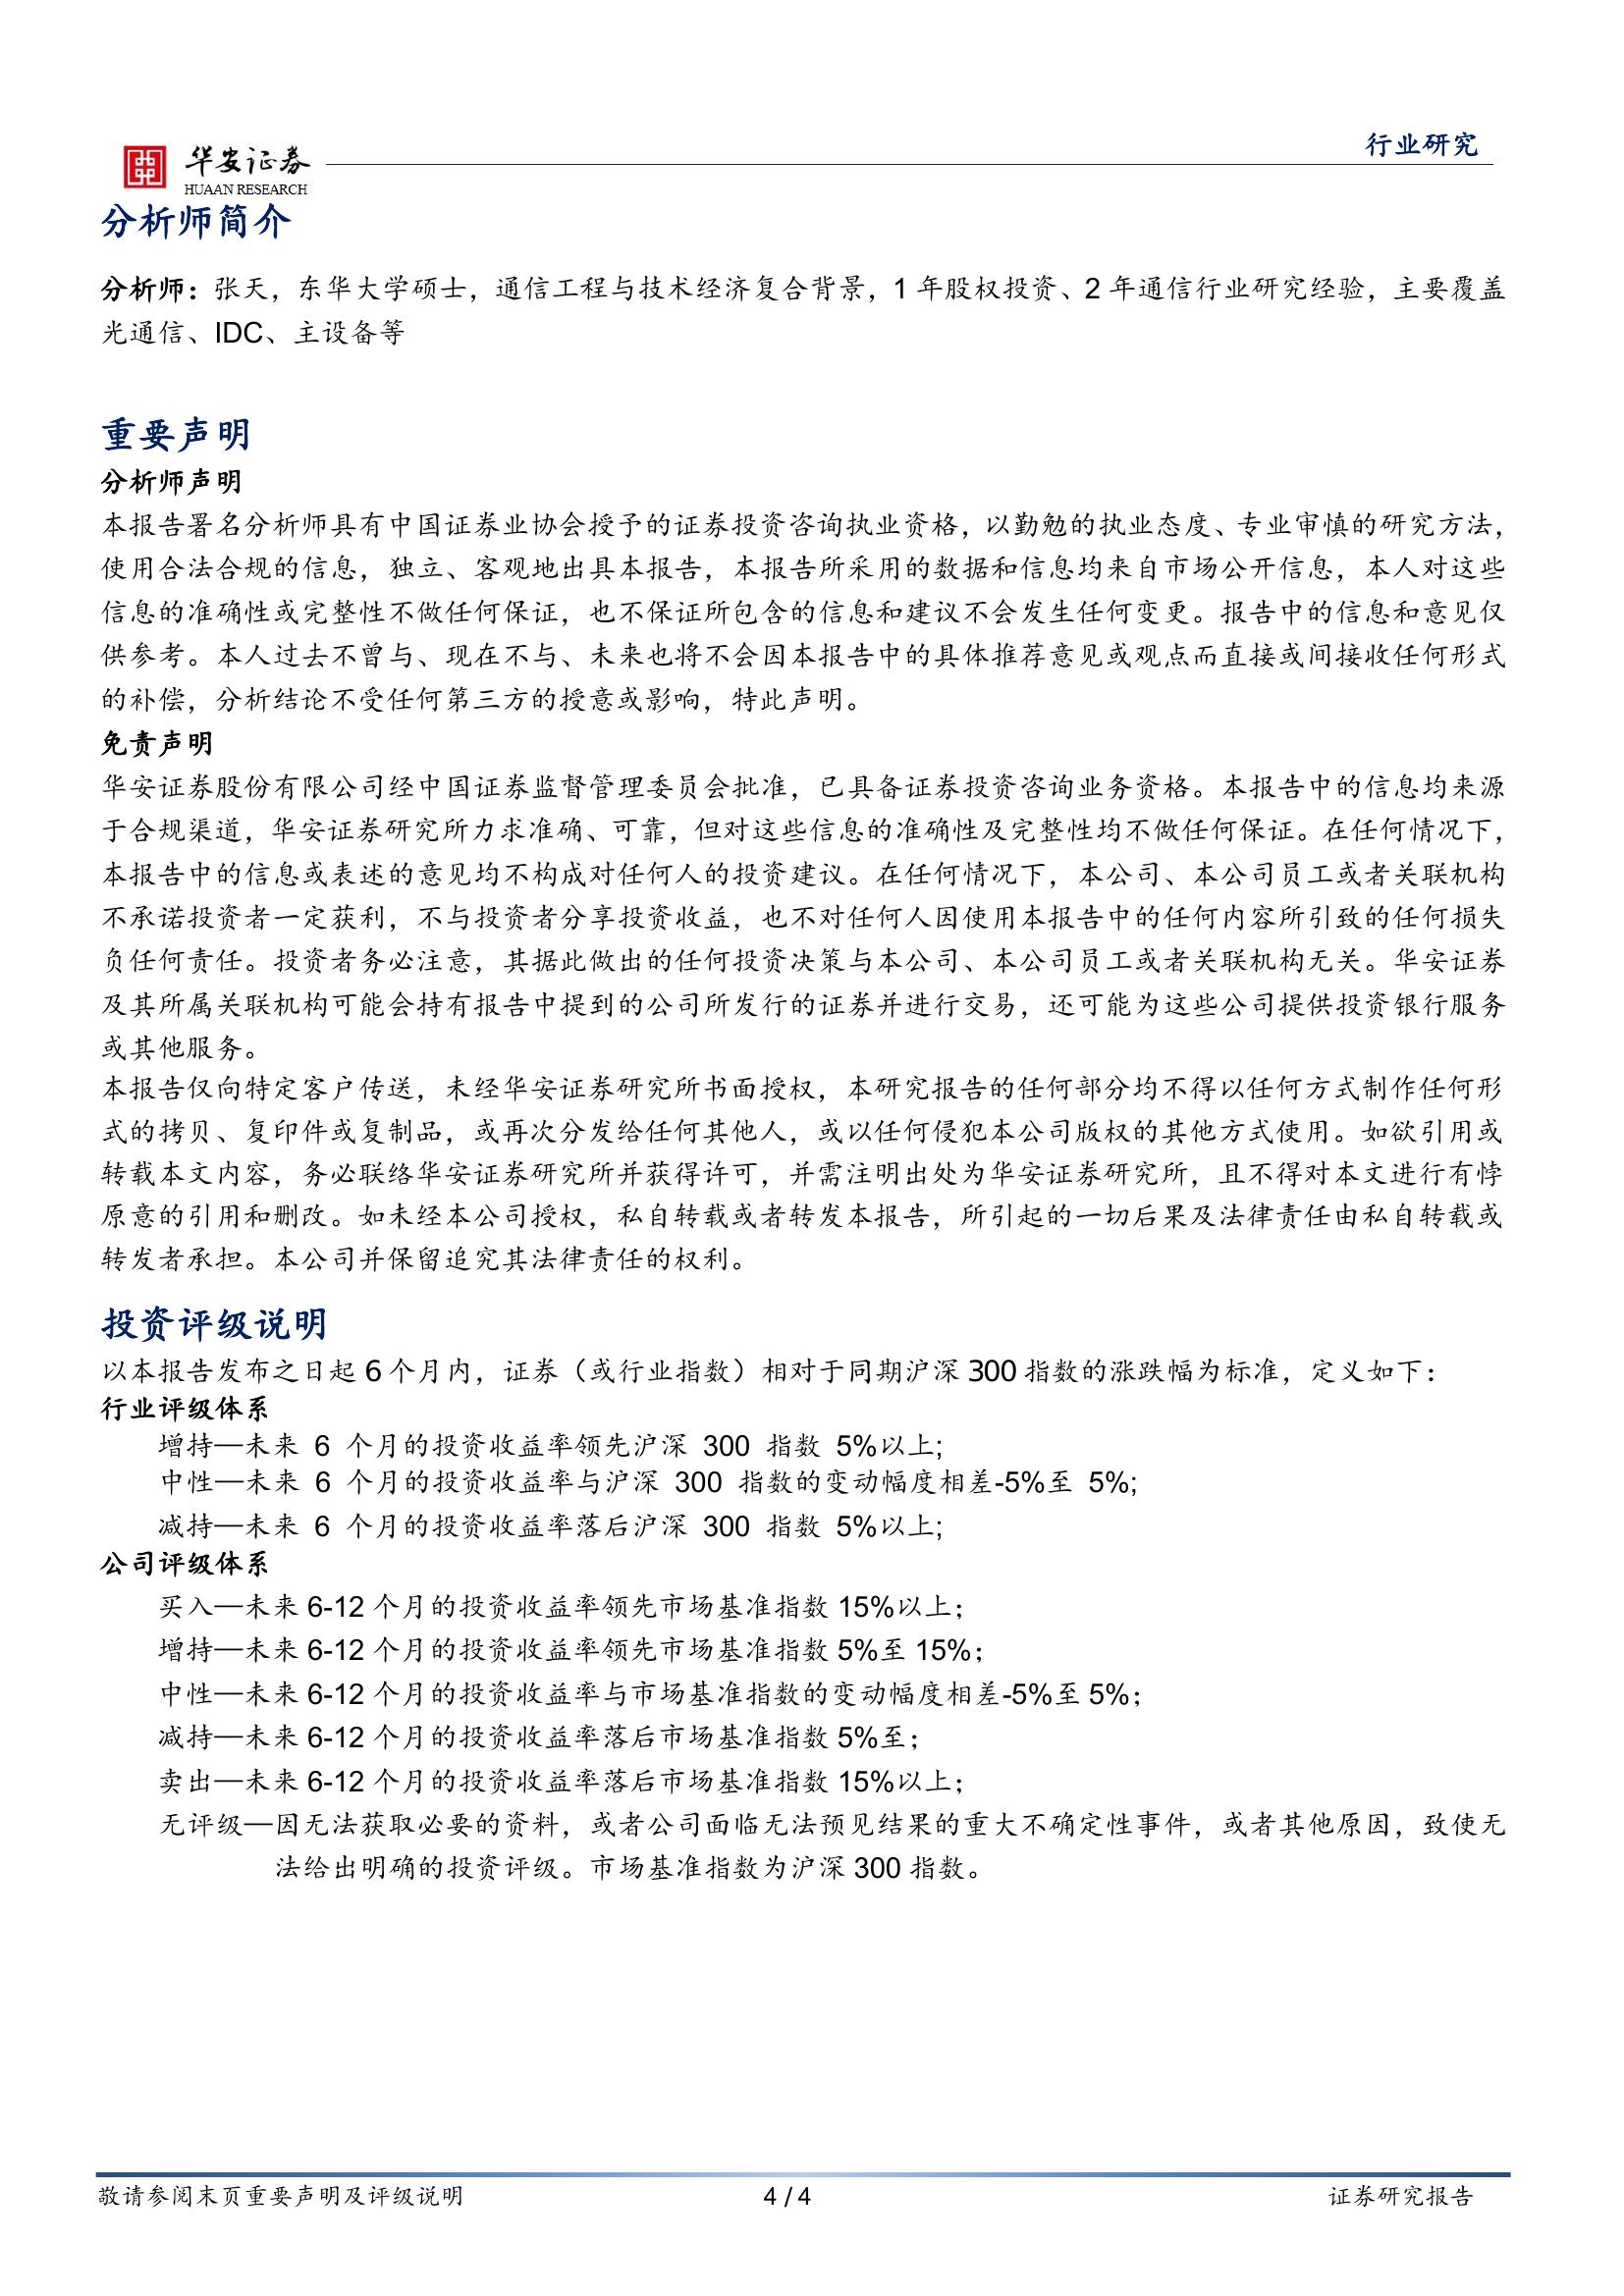 行业研究
华安证券
HUAAN RESEARCH
分析师简介
分析师：张天，东华大学硕士，通信工程与技术经济复合背景，1 年股权投资、2 年通信行业研究经验，主要覆盖
光通信、IDC、主设备等
重要声明
分析师声明
本报告署名分析师具有中国证券业协会授予的证券投资咨询执业资格，以勤勉的执业态度、专业审慎的研究方法，
使用合法合规的信息，独立、客观地出具本报告，本报告所采用的数据和信息均来自市场公开信息，本人对这些
信息的准确性或完整性不做任何保证，也不保证所包含的信息和建议不会发生任何变更。报告中的信息和意见仅
供参考。本人过去不曾与、现在不与、未来也将不会因本报告中的具体推荐意见或观点而直接或间接收任何形式
的补偿，分析结论不受任何第三方的授意或影响，特此声明。
免责声明
华安证券股份有限公司经中国证券监督管理委员会批准，已具备证券投资咨询业务资格。本报告中的信息均来源
于合规渠道，华安证券研究所力求准确、可靠，但对这些信息的准确性及完整性均不做任何保证。在任何情况下，
本报告中的信息或表述的意见均不构成对任何人的投资建议。在任何情况下，本公司、本公司员工或者关联机构
不承诺投资者一定获利，不与投资者分享投资收益，也不对任何人因使用本报告中的任何内容所引致的任何损失
负任何责任。投资者务必注意，其据此做出的任何投资决策与本公司、本公司员工或者关联机构无关。华安证券
及其所属关联机构可能会持有报告中提到的公司所发行的证券并进行交易，还可能为这些公司提供投资银行服务
或其他服务。
本报告仅向特定客户传送，未经华安证券研究所书面授权，本研究报告的任何部分均不得以任何方式制作任何形
式的拷贝、复印件或复制品，或再次分发给任何其他人，或以任何侵犯本公司版权的其他方式使用。如欲引用或
转载本文内容，务必联络华安证券研究所并获得许可，并需注明出处为华安证券研究所，且不得对本文进行有悖
原意的引用和删改。如未经本公司授权，私自转载或者转发本报告，所引起的一切后果及法律责任由私自转载或
转发者承担。本公司并保留追究其法律责任的权利。
投资评级说明
以本报告发布之日起 6 个月内，证券（或行业指数）相对于同期沪深 300 指数的涨跌幅为标准，定义如下：
行业评级体系
增持—未来 6 个月的投资收益率领先沪深 300 指数 5%以上;
中性—未来 6 个月的投资收益率与沪深 300 指数的变动幅度相差-5%至 5%;
减持—未来 6 个月的投资收益率落后沪深 300 指数 5%以上;
公司评级体系
买入—未来 6-12 个月的投资收益率领先市场基准指数 15%以上；
增持—未来 6-12 个月的投资收益率领先市场基准指数 5%至 15%；
中性—未来 6-12 个月的投资收益率与市场基准指数的变动幅度相差-5%至 5%；
减持—未来 6-12 个月的投资收益率落后市场基准指数 5%至；
卖出—未来 6-12 个月的投资收益率落后市场基准指数 15%以上；
无评级—因无法获取必要的资料，或者公司面临无法预见结果的重大不确定性事件，或者其他原因，致使无
法给出明确的投资评级。市场基准指数为沪深 300 指数。
敬请参阅末页重要声明及评级说明
4 / 4
证券研究报告